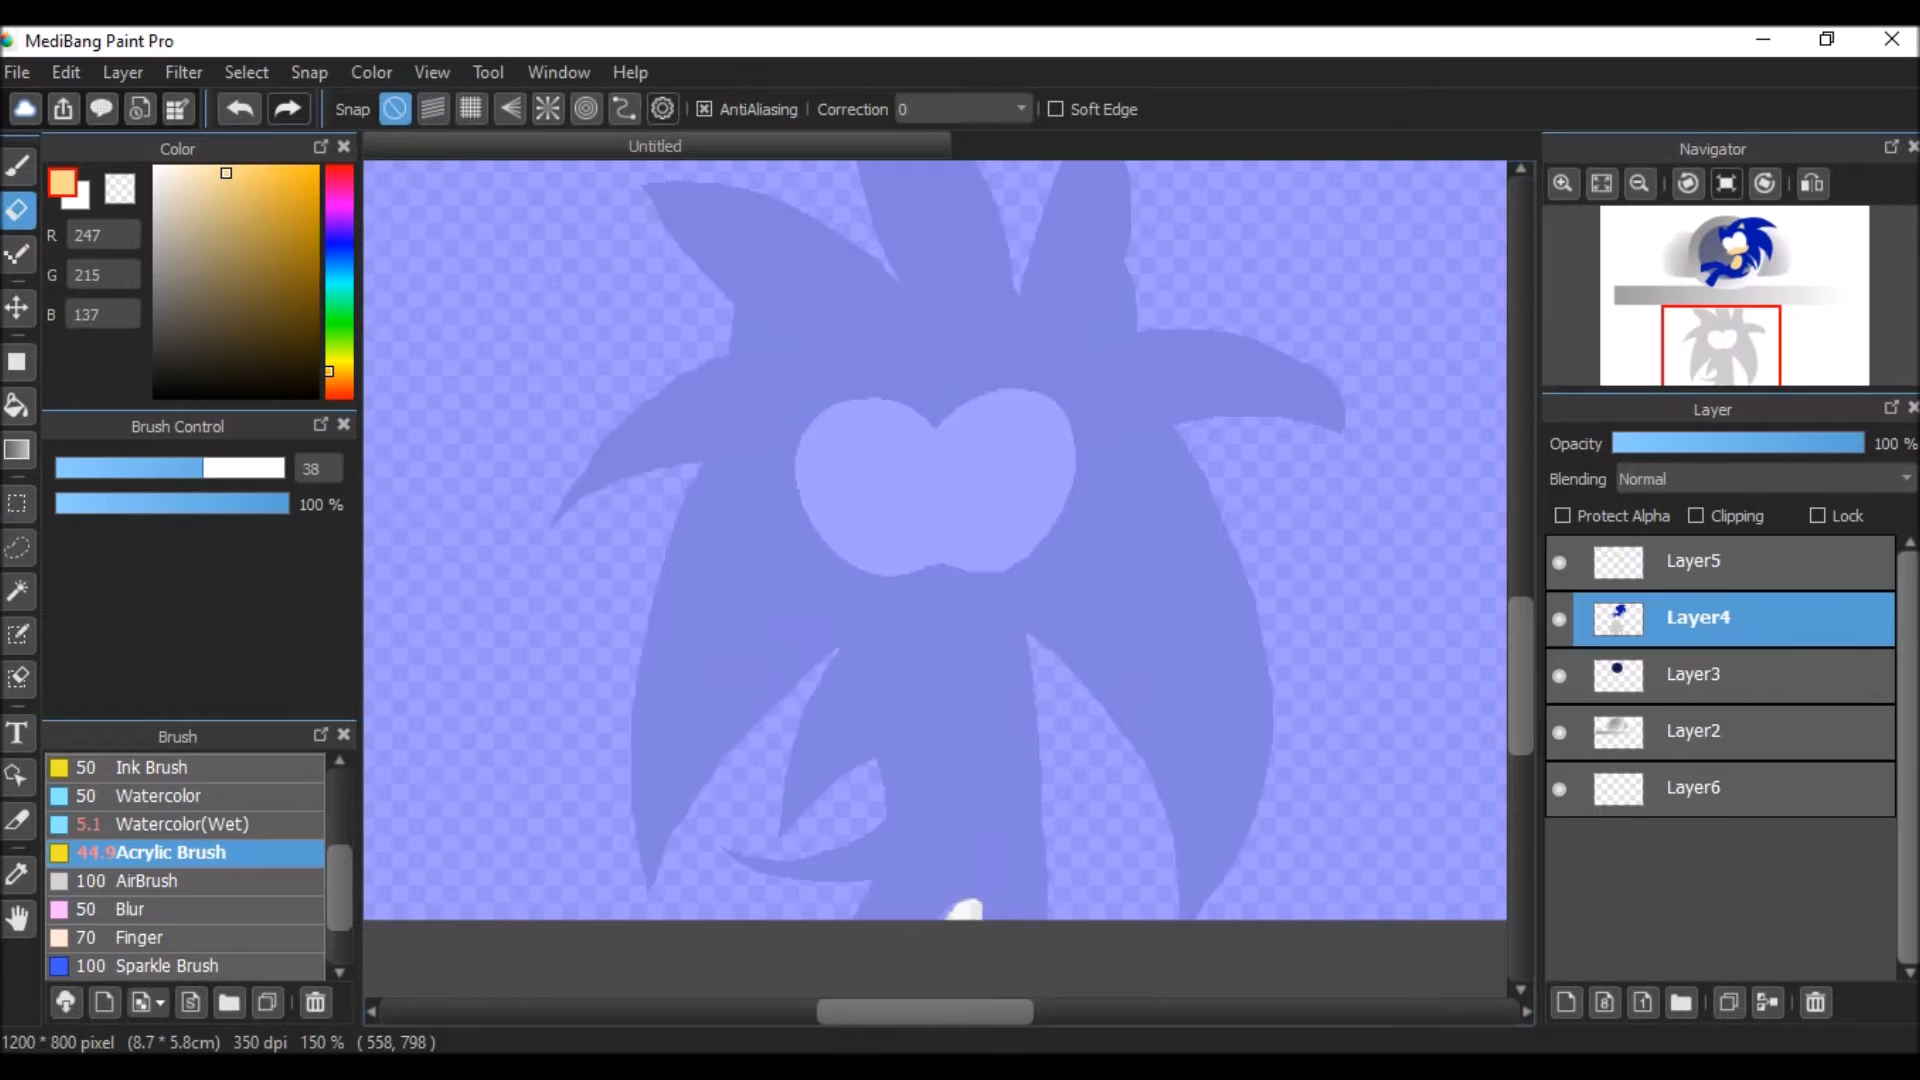 MediBang Paint Pro
File Edit Layer Filter Select Snap Color View Tool Window Help
Snap AntiAliasing Correction 0 Soft Edge
Color
R 247
G 215
B 137
Brush Control
38
100 %
Brush
50 Ink Brush
50 Watercolor
5.1 Watercolor(Wet)
44.9 Acrylic Brush
100 AirBrush
50 Blur
70 Finger
100 Sparkle Brush
Untitled
Navigator
Layer
Opacity 100 %
Blending Normal
Protect Alpha Clipping Lock
Layer5
Layer4
Layer3
Layer2
Layer6
1200 * 800 pixel (8.7 * 5.8cm) 350 dpi 150 % ( 558, 798 )